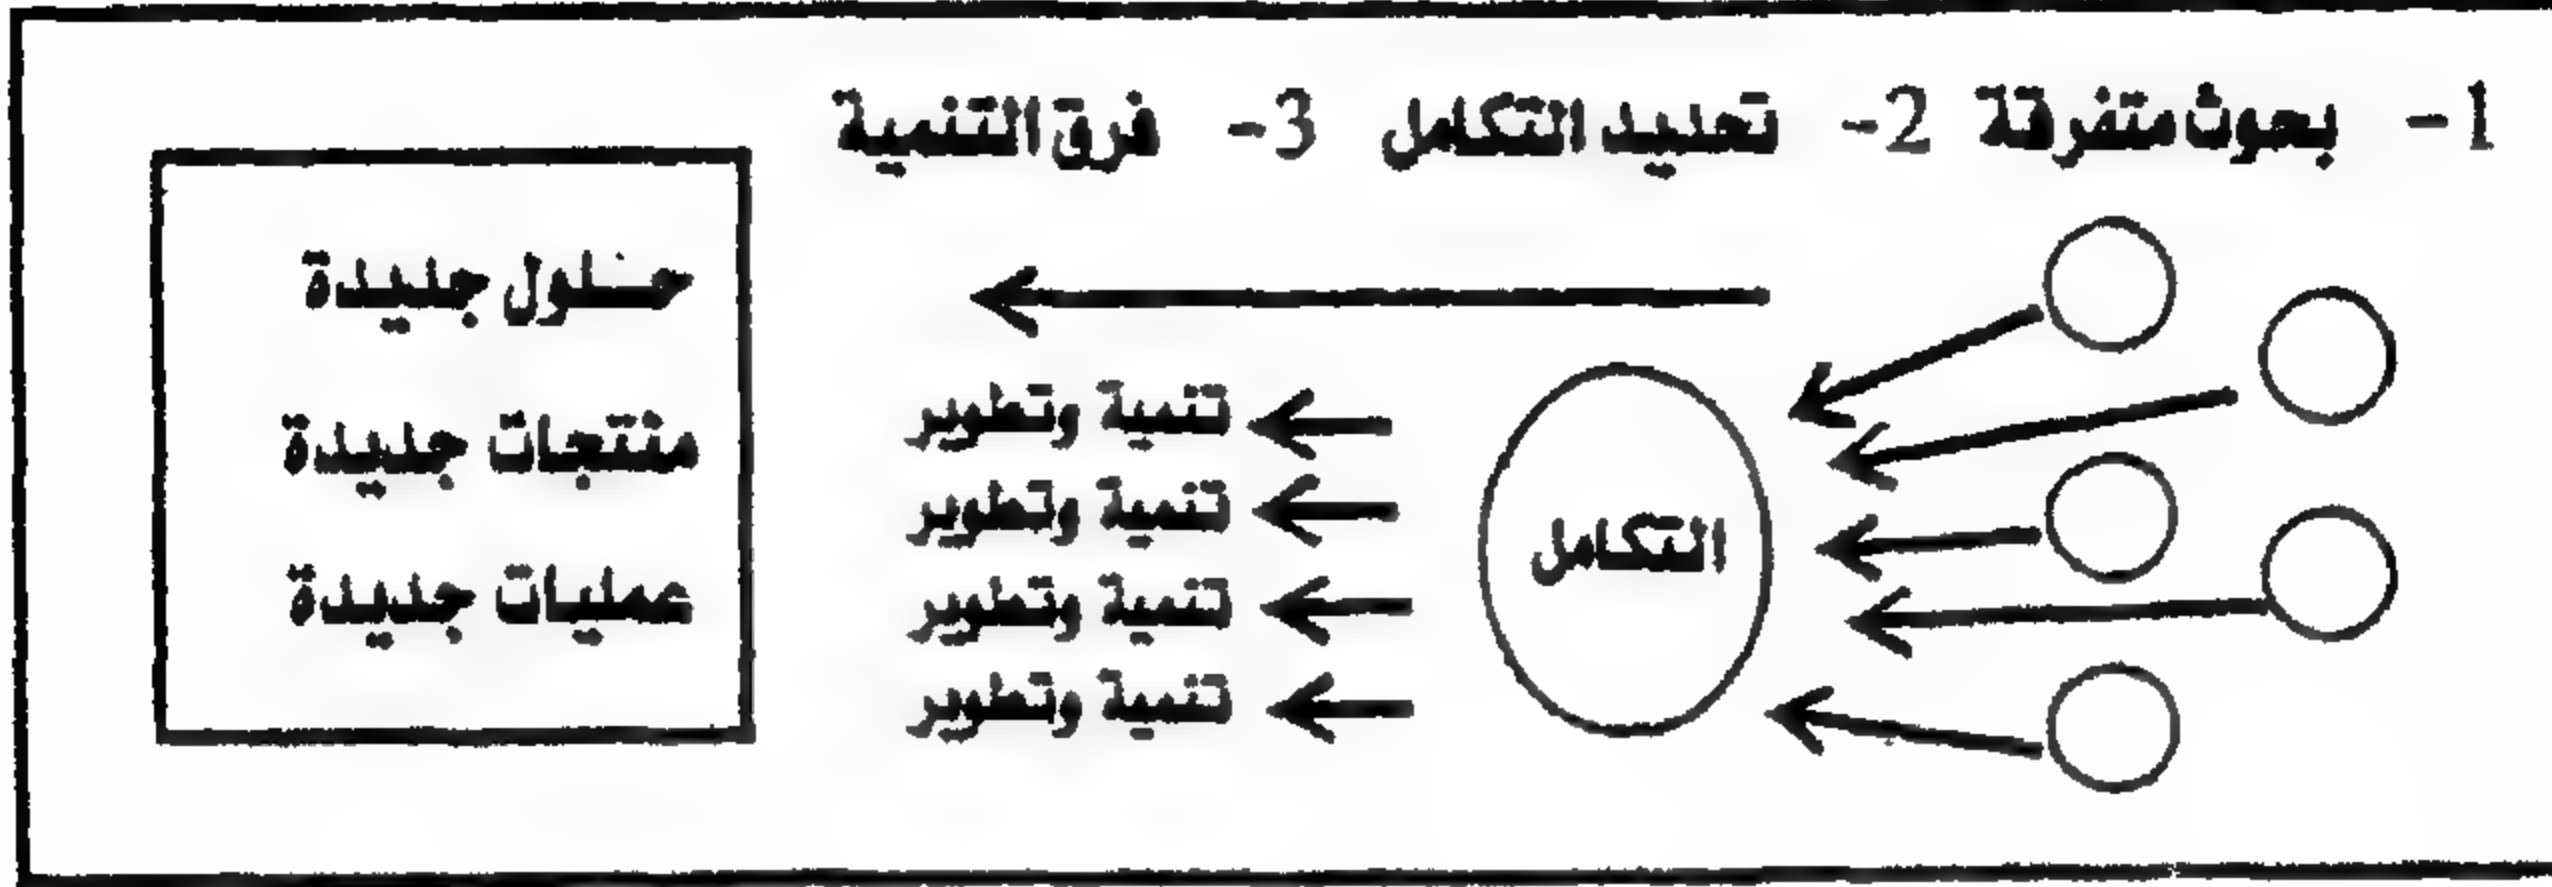 1- بحوث متفرقة 2- تحديد التكامل 3- فرق التنمية
التكامل
تنمية وتطوير
تنمية وتطوير
تنمية وتطوير
تنمية وتطوير
حلول جديدة
منتجات جديدة
عمليات جديدة